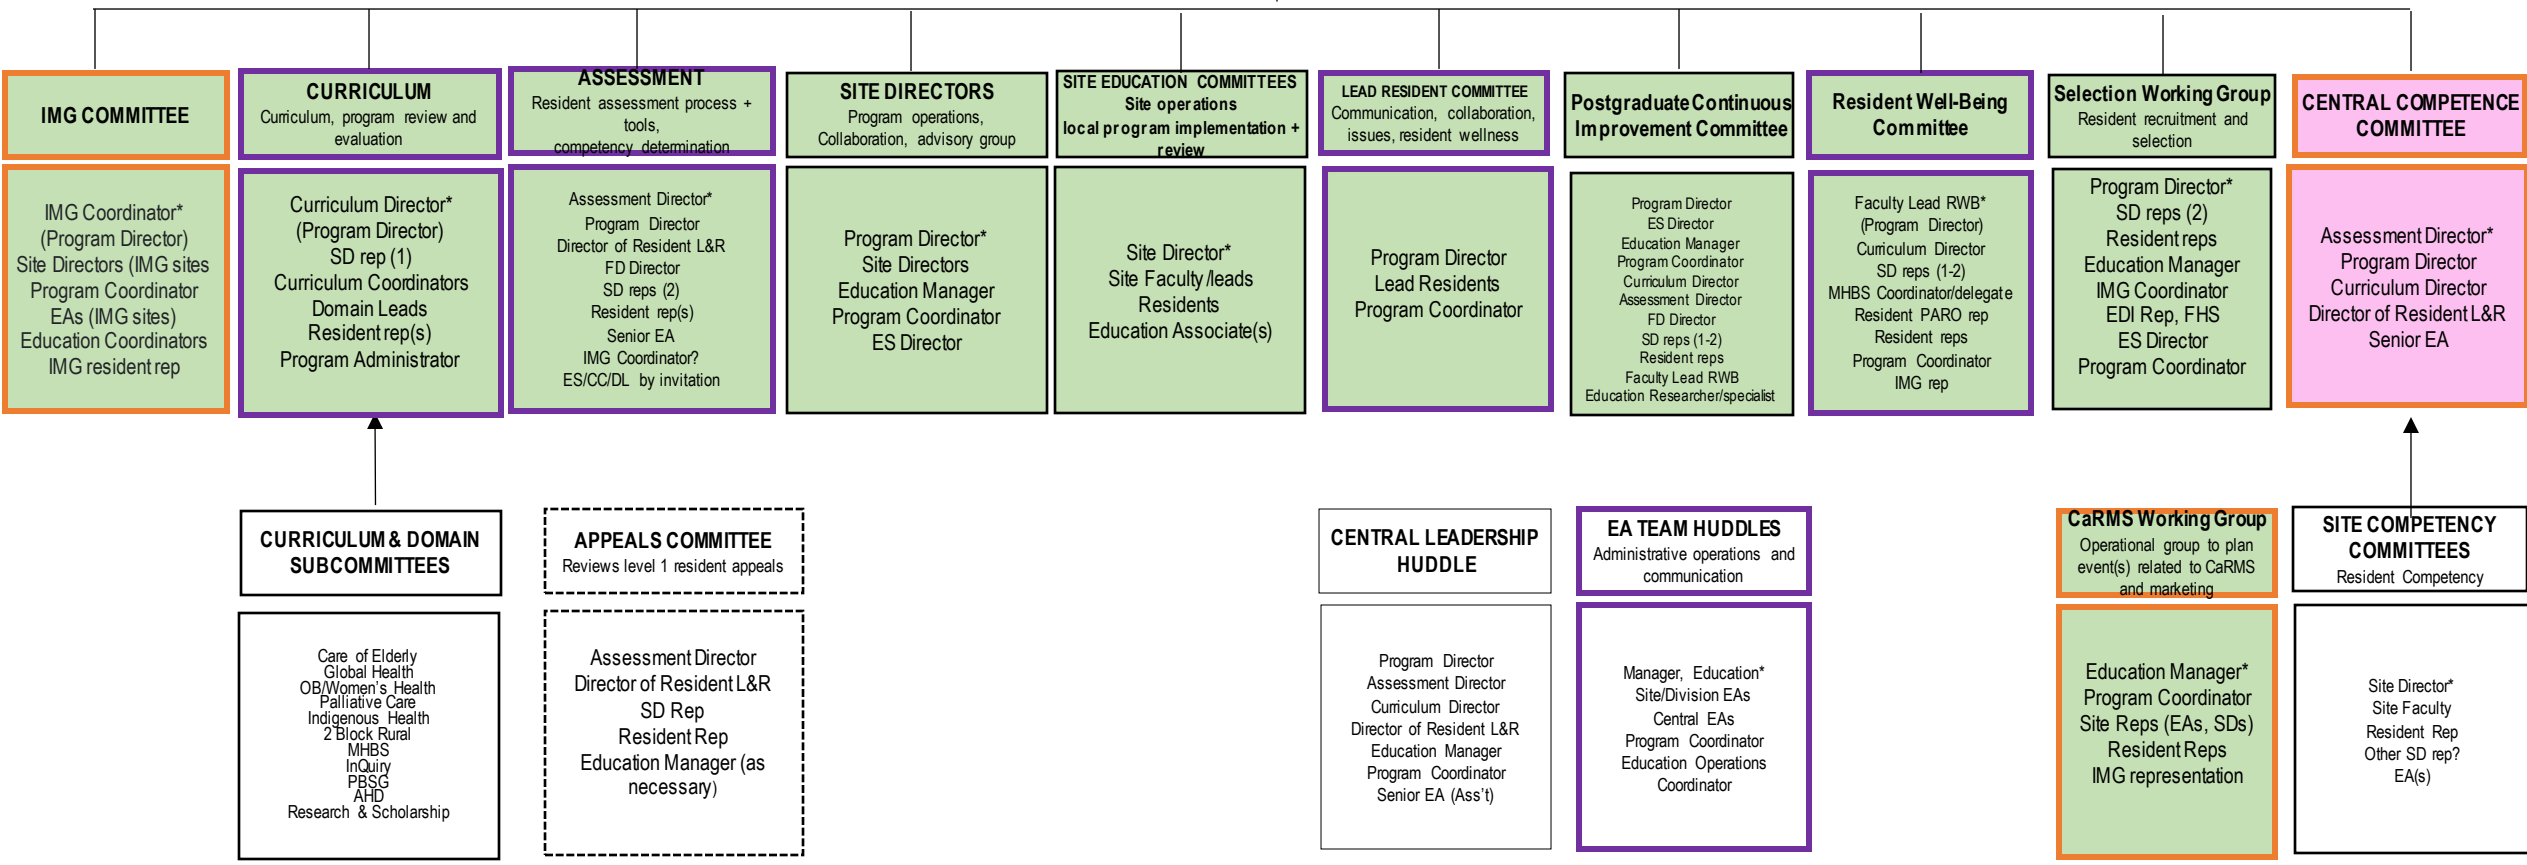 IMG COMMITTEE
IMG Coordinator*
(Program Director)
Site Directors (IMG sites
Program Coordinator
EAs (IMG sites)
Education Coordinators
IMG resident rep
CURRICULUM
Curriculum, program review and
evaluation
Curriculum Director*
(Program Director)
SD rep (1)
Curriculum Coordinators
Domain Leads
Resident rep(s)
Program Administrator
ASSESSMENT
Resident assessment process +
tools,
competency determination
Assessment Director*
Program Director
Director of Resident L&R
FD Director
SD reps (2)
Resident rep(s)
Senior EA
IMG Coordinator?
ES/CC/DL by invitation
SITE DIRECTORS
Program operations,
Collaboration, advisory group
Program Director*
Site Directors
Education Manager
Program Coordinator
ES Director
SITE EDUCATION COMMITTEES
Site operations
local program implementation +
review
Site Director*
Site Faculty/leads
Residents
Education Associate(s)
LEAD RESIDENT COMMITTEE
Communication, collaboration,
issues, resident wellness
Program Director
Lead Residents
Program Coordinator
Postgraduate Continuous
Improvement Committee
Program Director
ES Director
Education Manager
Program Coordinator
Curriculum Director
Assessment Director
FD Director
SD reps (1-2)
Resident reps
Faculty Lead RWB
Education Researcher/specialist
Resident Well-Being
Committee
Faculty Lead RWB*
(Program Director)
Curriculum Director
SD reps (1-2)
MHBS Coordinator/delegate
Resident PARO rep
Resident reps
Program Coordinator
IMG rep
Selection Working Group
Resident recruitment and
selection
Program Director*
SD reps (2)
Resident reps
Education Manager
IMG Coordinator
EDI Rep, FHS
ES Director
Program Coordinator
CENTRAL COMPETENCE
COMMITTEE
Assessment Director*
Program Director
Curriculum Director
Director of Resident L&R
Senior EA
CURRICULUM & DOMAIN
SUBCOMMITTEES
Care of Elderly
Global Health
OB/Women's Health
Palliative Care
Indigenous Health
2 Block Rural
MHBS
InQuiry
PBSG
AHD
Research & Scholarship
APPEALS COMMITTEE
Reviews level 1 resident appeals
Assessment Director
Director of Resident L&R
SD Rep
Resident Rep
Education Manager (as
necessary)
CENTRAL LEADERSHIP
HUDDLE
Program Director
Assessment Director
Curriculum Director
Director of Resident L&R
Education Manager
Program Coordinator
Senior EA (Ass't)
EA TEAM HUDDLES
Administrative operations and
communication
Manager, Education*
Site/Division EAs
Central EAs
Program Coordinator
Education Operations
Coordinator
CaRMS Working Group
Operational group to plan
event(s) related to CaRMS
and marketing
Education Manager*
Program Coordinator
Site Reps (EAs, SDs)
Resident Reps
IMG representation
SITE COMPETENCY
COMMITTEES
Resident Competency
Site Director*
Site Faculty
Resident Rep
Other SD rep?
EA(s)